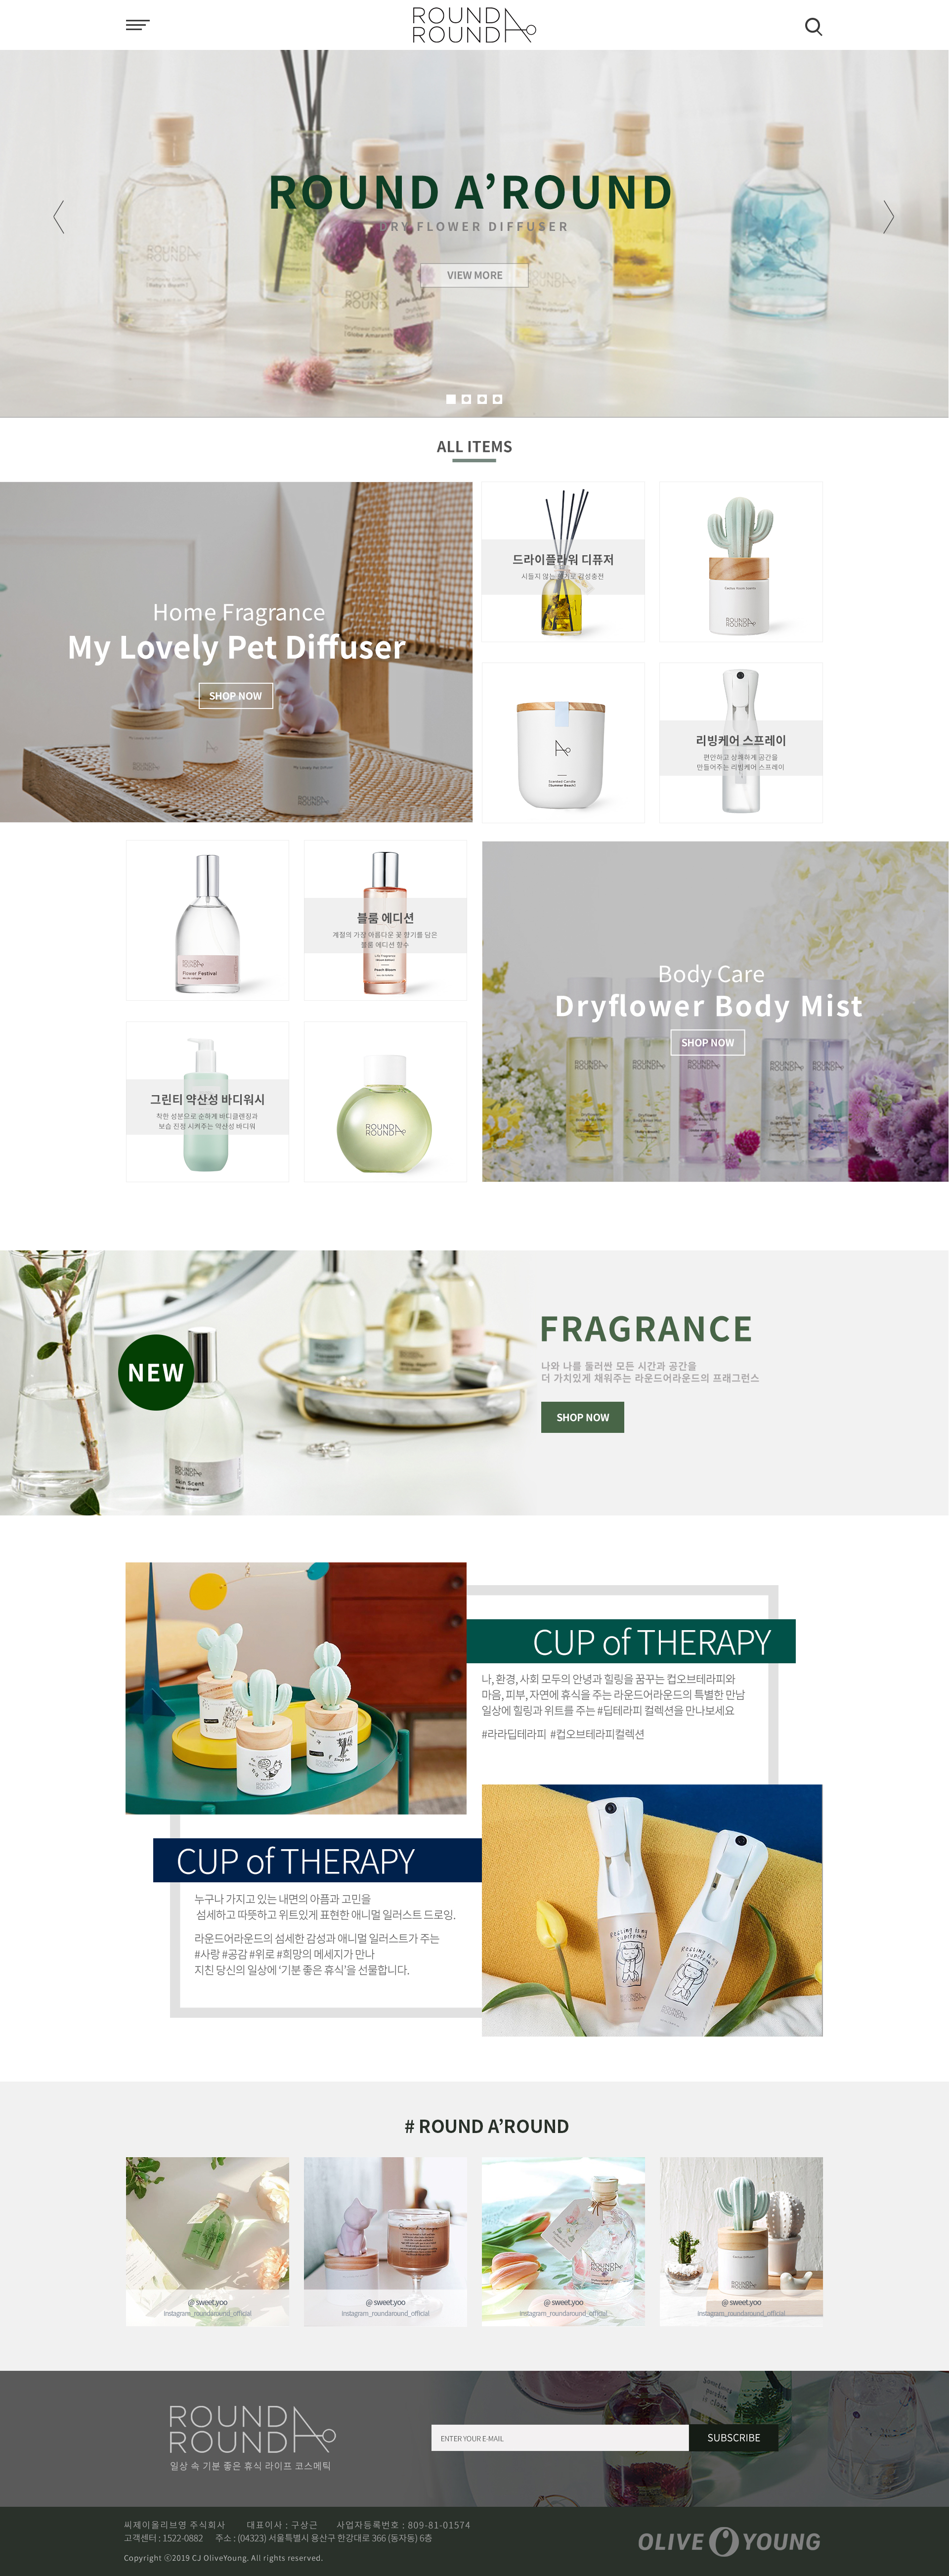 ROUND A
ROUND
ROUND A'ROUND
DRY FLOWER DIFFUSER
VIEW MORE
ALL ITEMS
Home Fragrance
My Lovely Pet Diffuser
SHOP NOW
드라이플라워 디퓨저
시들지 않는
감성충전
ROUND
ROUND
리빙케어 스프레이
편안하고 상쾌하게 공간을
만들어주는 리빙케어 스프레이
Scented Candle
Flower Festival
블룸 에디션
계절의 가장 아름다운 꽃 향기를 담은
블룸 에디션 향수
Peach Bloom
그린티 약산성 바디워시
착한 성분으로 순하게 바디클렌징과
보습 진정 시켜주는 약산성 바디워
ROUND
ROUND
Body Care
Dryflower Body Mist
SHOP NOW
NEW
Skin Scent
FRAGRANCE
나와 나를 둘러싼 모든 시간과 공간을
더 가치있게 채워주는 라운드어라운드의 프래그런스
SHOP NOW
CUP of THERAPY
나, 환경, 사회 모두의 안녕과 힐링을 꿈꾸는 컵오브테라피와
마음, 피부, 자연에 휴식을 주는 라운드어라운드의 특별한 만남
일상에 힐링과 위트를 주는 #딥테라피 컬렉션을 만나보세요
#라라딥테라피 #컵오브테라피컬렉션
CUP of THERAPY
누구나 가지고 있는 내면의 아픔과 고민을
섬세하고 따뜻하고 위트있게 표현한 애니멀 일러스트 드로잉.
라운드어라운드의 섬세한 감성과 애니멀 일러스트가 주는
#사랑 #공감 #위로 #희망의 메세지가 만나
지친 당신의 일상에 '기분 좋은 휴식'을 선물합니다.
# ROUND A'ROUND
@ sweet.yoo
instagram_roundaround_official
@ sweet.yoo
instagram_roundaround_official
@ sweet.yoo
instagram_roundaround_official
@ sweet.yoo
instagram_roundaround_official
ROUND A
ROUND
일상 속 기분 좋은 휴식 라이프 코스메틱
ENTER YOUR E-MAIL
SUBSCRIBE
씨제이올리브영 주식회사 대표이사 : 구창근 사업자등록번호 : 809-81-01574
고객센터 : 1522-0882 주소 : (04323) 서울특별시 용산구 한강대로 366 (동자동) 6층
Copyright ⓒ2019 CJ OliveYoung. All rights reserved.
OLIVE YOUNG